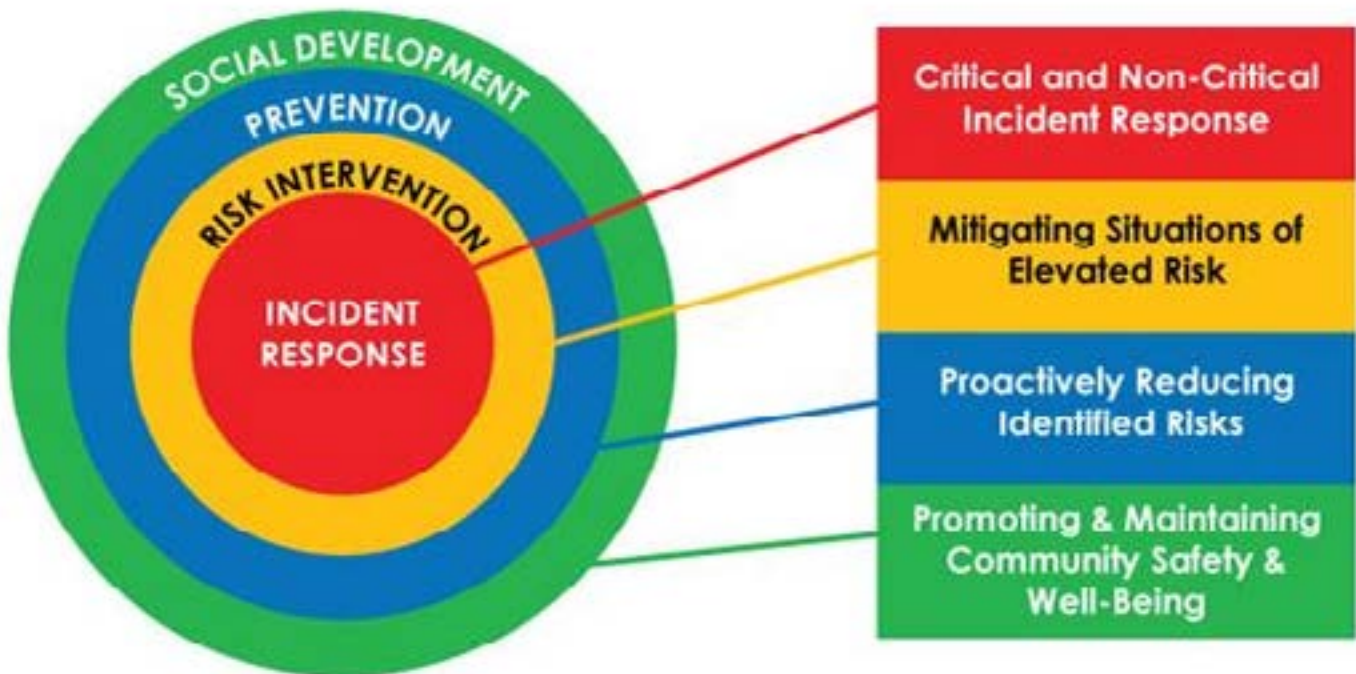 SOCIAL DEVELOPMENT
PREVENTION
RISK INTERVENTION
INCIDENT
RESPONSE
Critical and Non-Critical
Incident Response
Mitigating Situations of
Elevated Risk
Proactively Reducing
Identified Risks
Promoting & Maintaining
Community Safety &
Well-Being